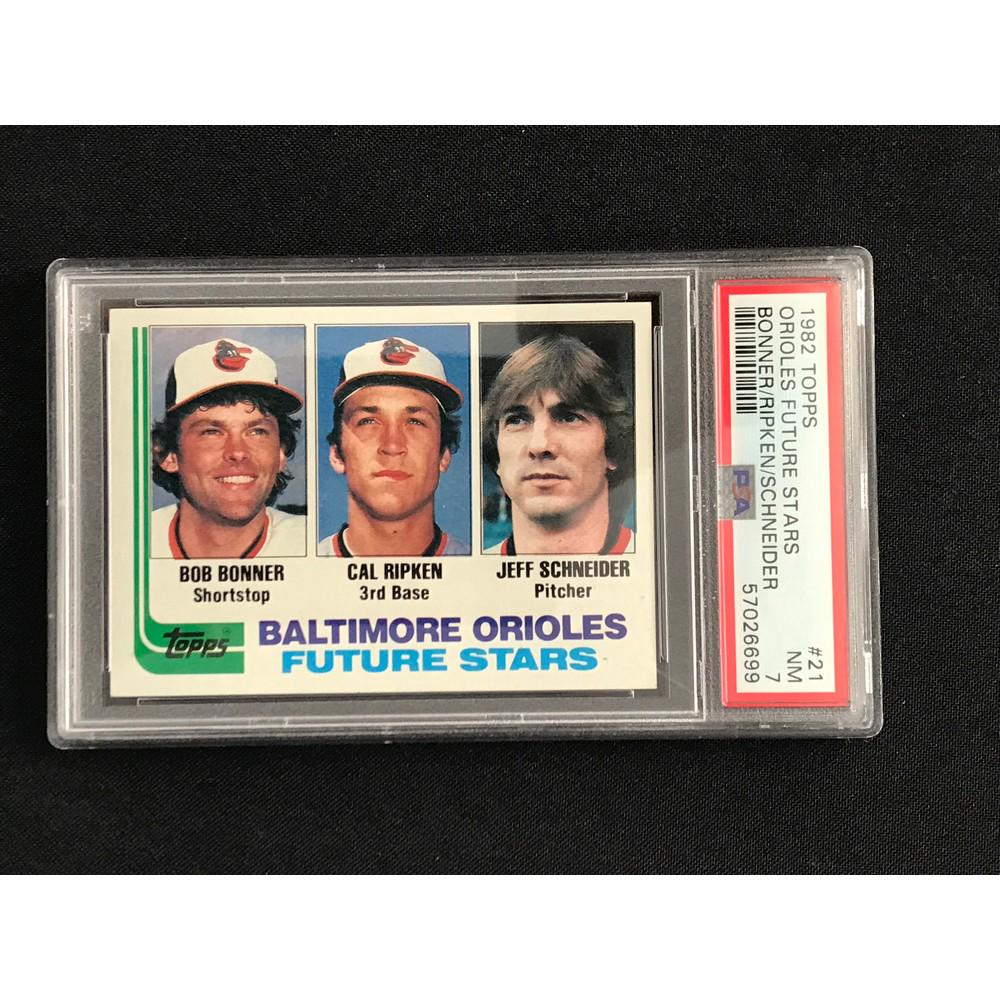 BOB BONNER
Shortstop
CAL RIPKEN
3rd Base
JEFF SCHNEIDER
Pitcher
topps
BALTIMORE ORIOLES
FUTURE STARS
1982 TOPPS #21
ORIOLES FUTURE STARS NM
BONNER/RIPKEN/SCHNEIDER 7
PSA 57026699